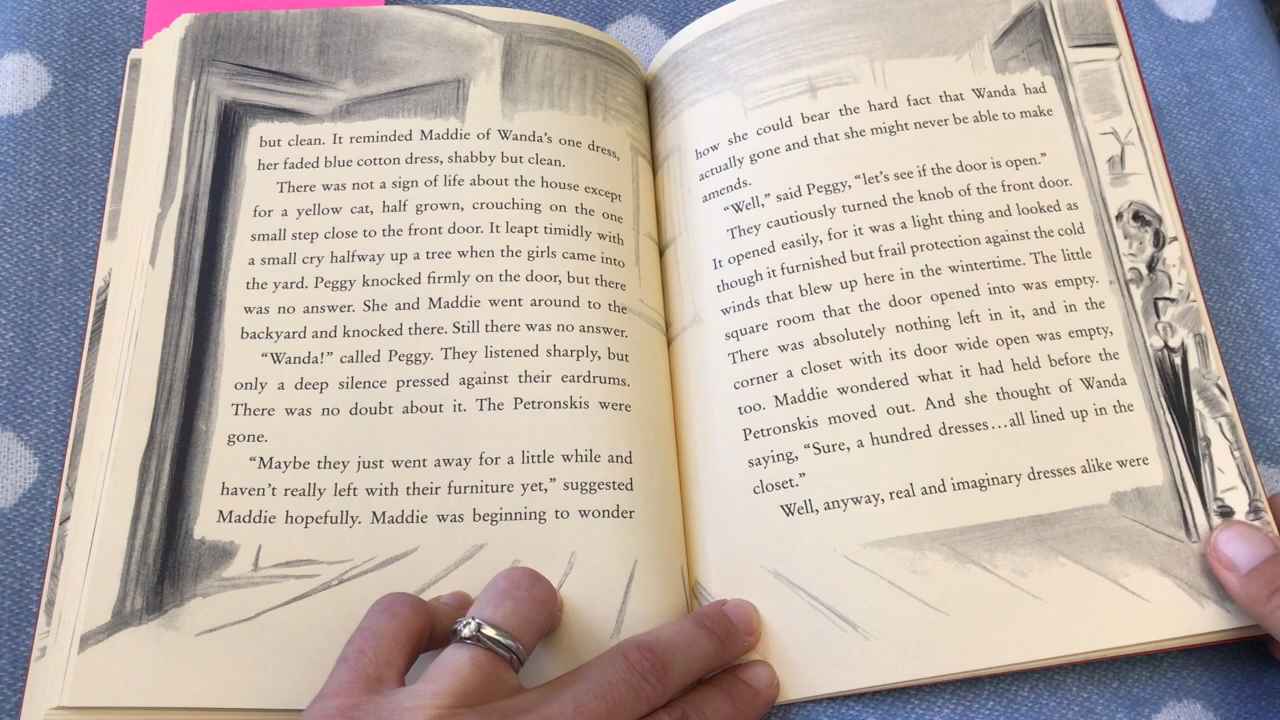 but clean. It reminded Maddie of Wanda's one dress,
her faded blue cotton dress, shabby but clean.
There was not a sign of life about the house except
for a yellow cat, half grown, crouching on the one
small step close to the front door. It leapt timidly with
a small cry halfway up a tree when the girls came into
the yard. Peggy knocked firmly on the door, but there
was no answer. She and Maddie went around to the
backyard and knocked there. Still there was no answer.
“Wanda!” called Peggy. They listened sharply, but
only a deep silence pressed against their eardrums.
There was no doubt about it. The Petronskis were
gone.
“Maybe they just went away for a little while and
haven't really left with their furniture yet,” suggested
Maddie hopefully. Maddie was beginning to wonder
how she could bear the hard fact that Wanda had
actually gone and that she might never be able to make
amends.
“Well,” said Peggy, “let's see if the door is open.”
They cautiously turned the knob of the front door.
It opened easily, for it was a light thing and looked as
though it furnished but frail protection against the cold
winds that blew up here in the wintertime. The little
square room that the door opened into was empty.
There was absolutely nothing left in it, and in the
corner a closet with its door wide open was empty,
too. Maddie wondered what it had held before the
Petronskis moved out. And she thought of Wanda
saying, “Sure, a hundred dresses...all lined up in the
closet.”
Well, anyway, real and imaginary dresses alike were